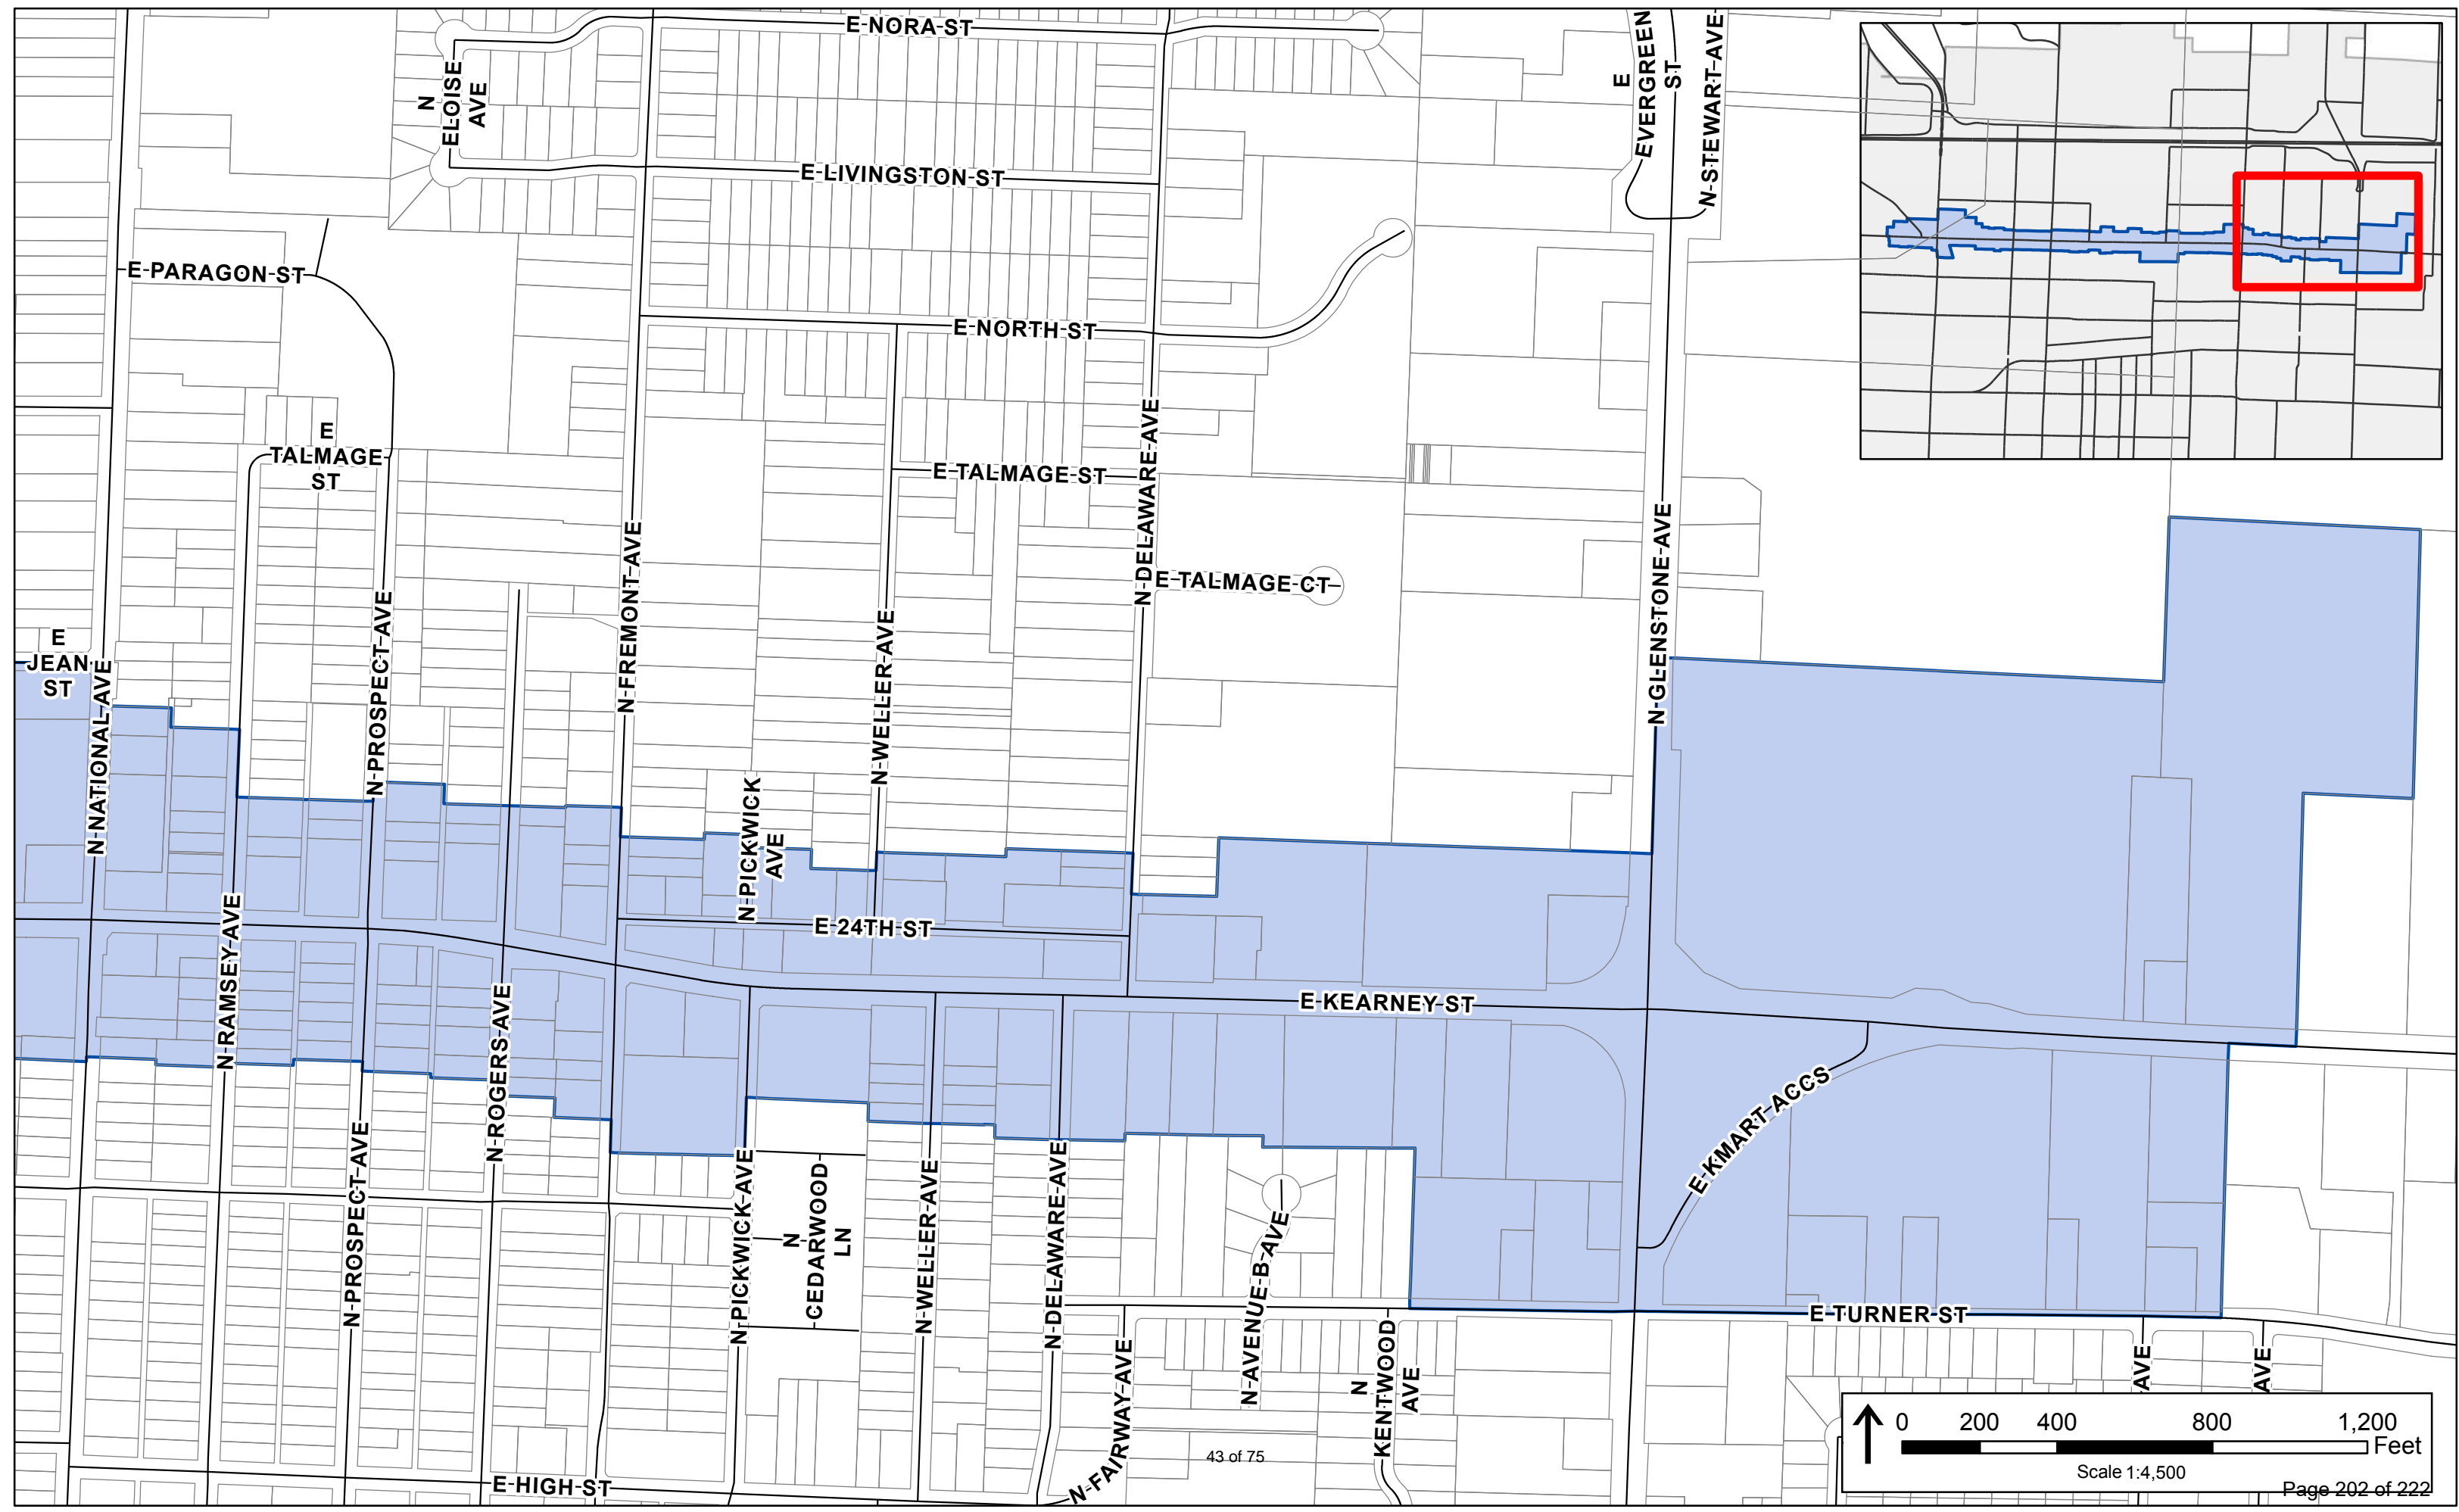 E NORA ST
N
ELOISE
AVE
E
EVERGREEN
ST
N STEWART AVE
E LIVINGSTON ST
E PARAGON ST
E NORTH ST
E
TALMAGE
ST
E TALMAGE ST
N DELAWARE AVE
N FREMONT AVE
N GLENSTONE AVE
E TALMAGE CT
N PROSPECT AVE
N WELLER AVE
E
JEAN
ST
N NATIONAL AVE
N PICKWICK
AVE
N RAMSEY AVE
E 24TH ST
N ROGERS AVE
E KEARNEY ST
E KMART ACCS
N PROSPECT AVE
N PICKWICK AVE
N
CEDARWOOD
LN
N WELLER AVE
N DELAWARE AVE
N AVENUE B AVE
E TURNER ST
N FAIRWAY AVE
N
KENTWOOD
AVE
AVE
AVE
E HIGH ST
0 200 400 800 1,200
Feet
Scale 1:4,500
43 of 75
Page 202 of 222